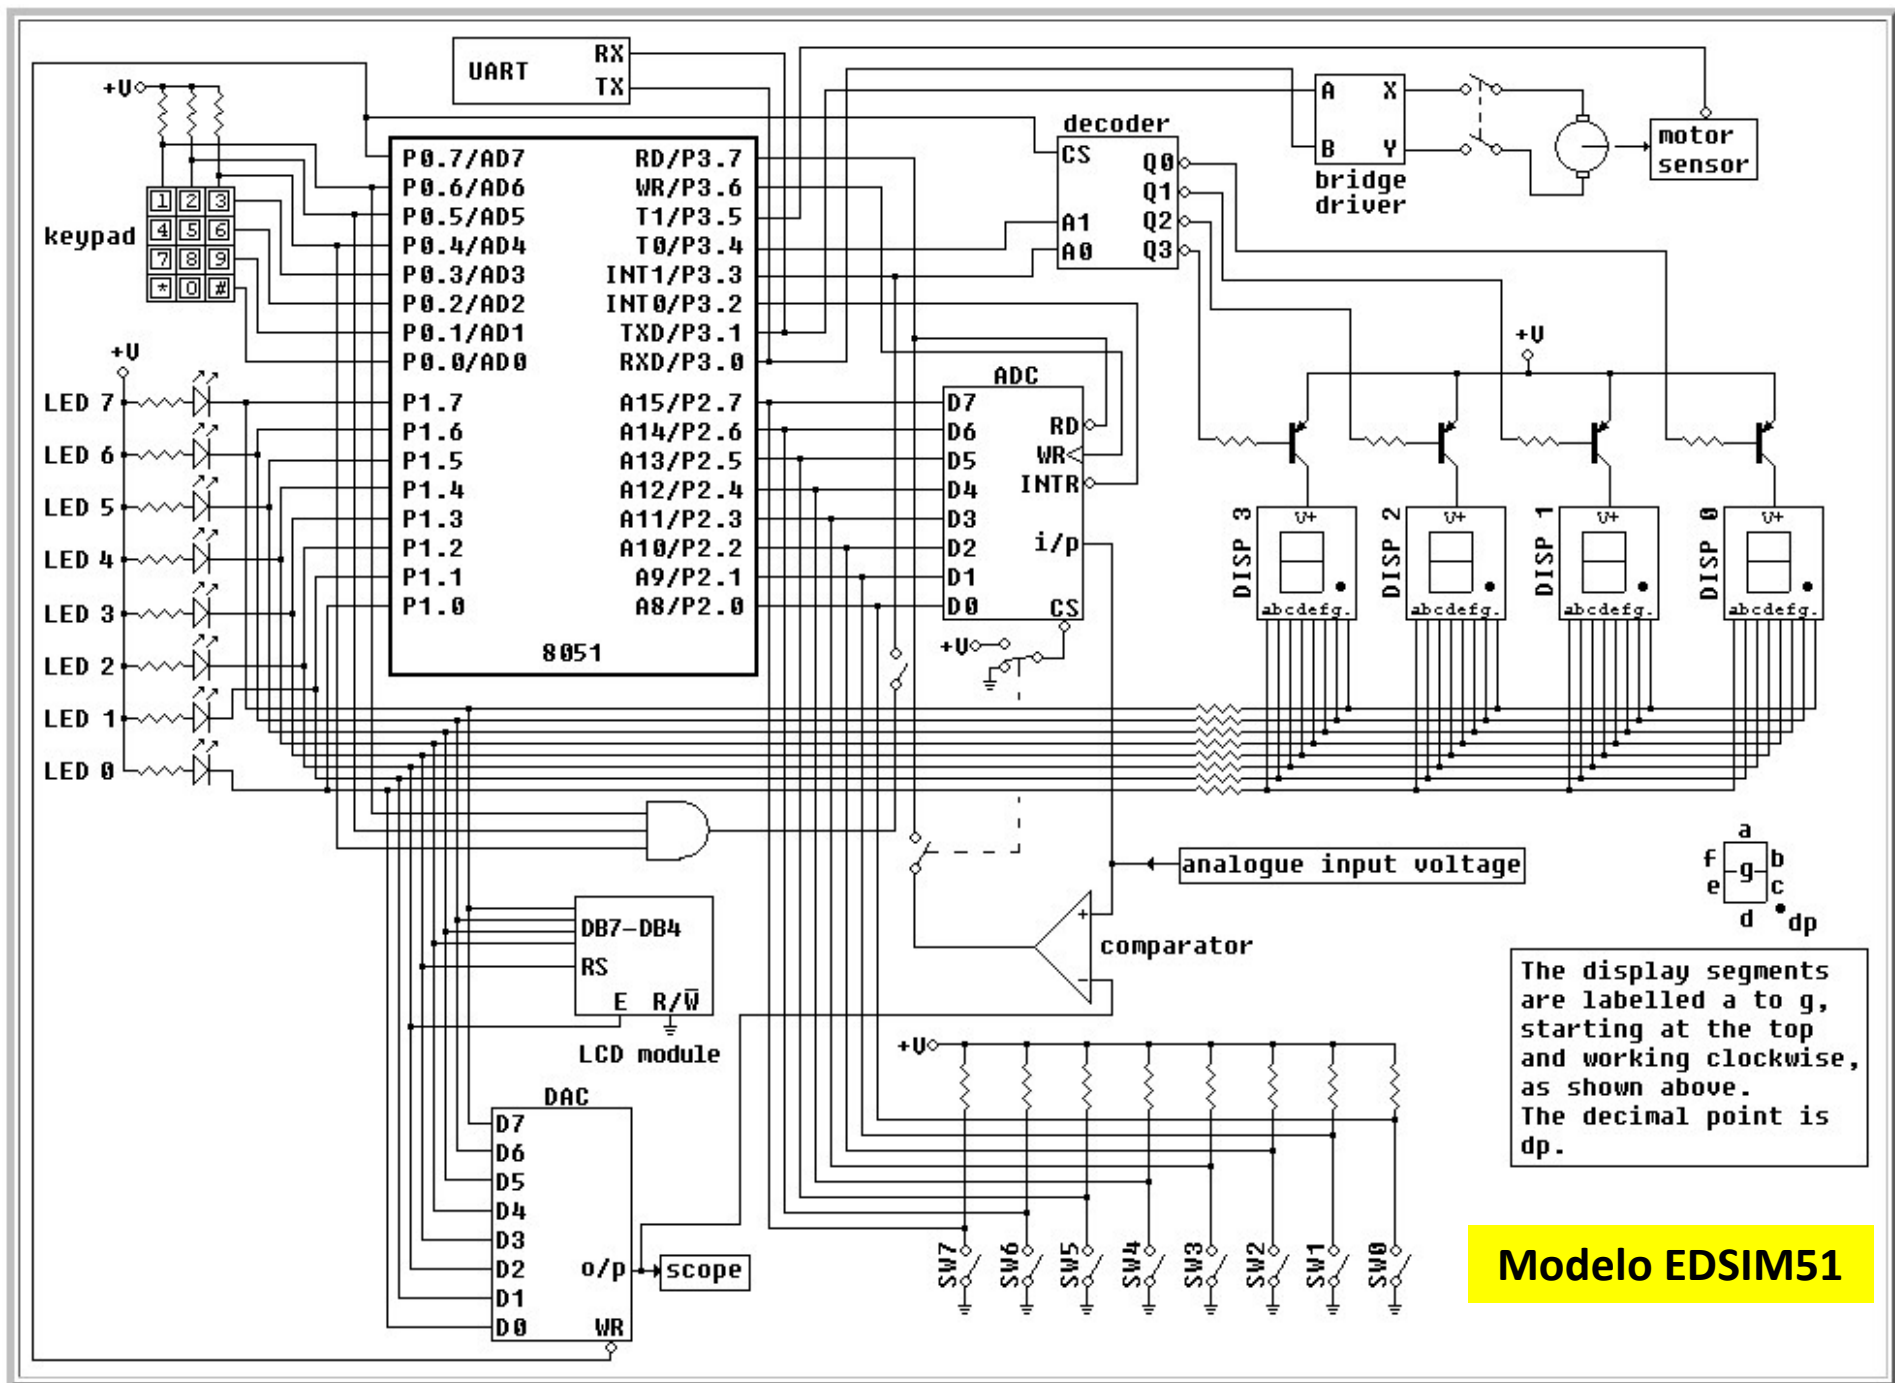 UART
RX
TX
+V
keypad
1 2 3
4 5 6
7 8 9
* 0 #
P0.7/AD7
P0.6/AD6
P0.5/AD5
P0.4/AD4
P0.3/AD3
P0.2/AD2
P0.1/AD1
P0.0/AD0
P1.7
P1.6
P1.5
P1.4
P1.3
P1.2
P1.1
P1.0
RD/P3.7
WR/P3.6
T1/P3.5
T0/P3.4
INT1/P3.3
INT0/P3.2
TXD/P3.1
RXD/P3.0
A15/P2.7
A14/P2.6
A13/P2.5
A12/P2.4
A11/P2.3
A10/P2.2
A9/P2.1
A8/P2.0
8051
+V
LED 7
LED 6
LED 5
LED 4
LED 3
LED 2
LED 1
LED 0
decoder
CS
A1
A0
Q0
Q1
Q2
Q3
A X
B Y
bridge
driver
motor
sensor
ADC
D7
D6
D5
D4
D3
D2
D1
D0
RD
WR
INTR
i/p
CS
+V
+V
DISP 3
V+
abcdefg.
DISP 2
V+
abcdefg.
DISP 1
V+
abcdefg.
DISP 0
V+
abcdefg.
analogue input voltage
+
-
comparator
DB7-DB4
RS
E R/W̅
LCD module
DAC
D7
D6
D5
D4
D3
D2
D1
D0
o/p
WR
scope
+V
SW7
SW6
SW5
SW4
SW3
SW2
SW1
SW0
a
f b
g
e c
d
dp
The display segments
are labelled a to g,
starting at the top
and working clockwise,
as shown above.
The decimal point is
dp.
Modelo EDSIM51